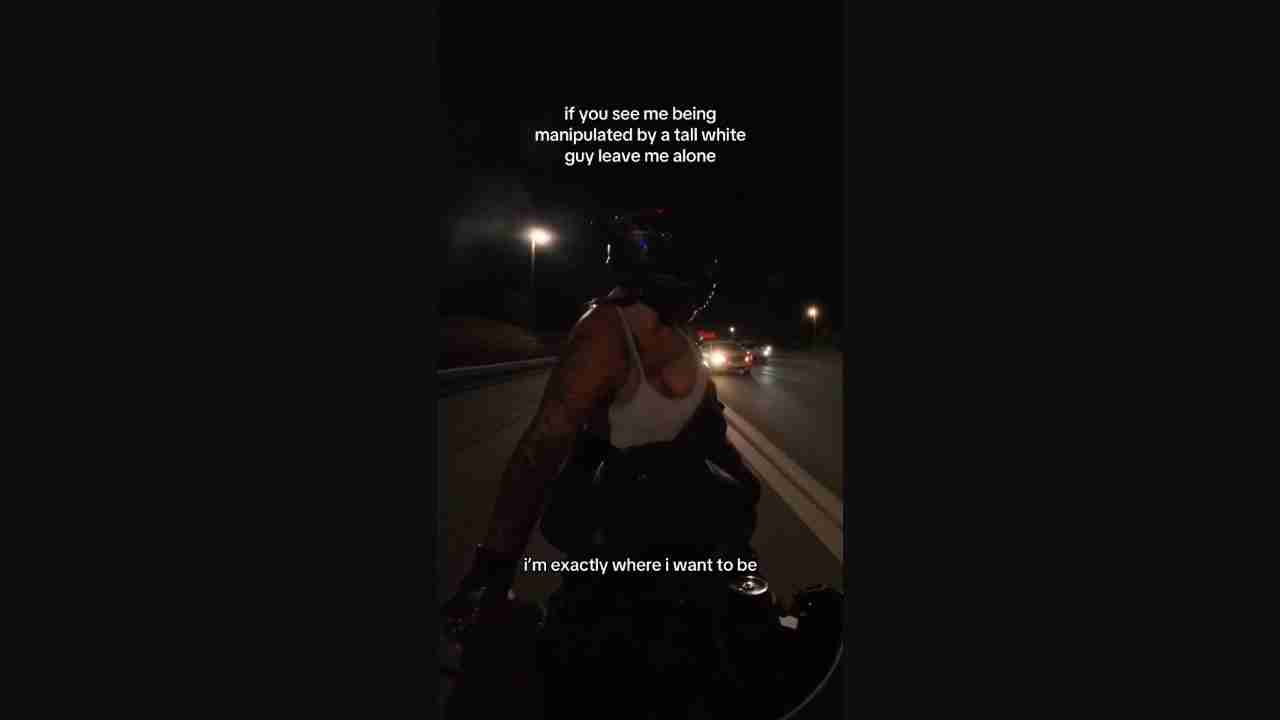 if you see me being
manipulated by a tall white
guy leave me alone
i'm exactly where i want to be